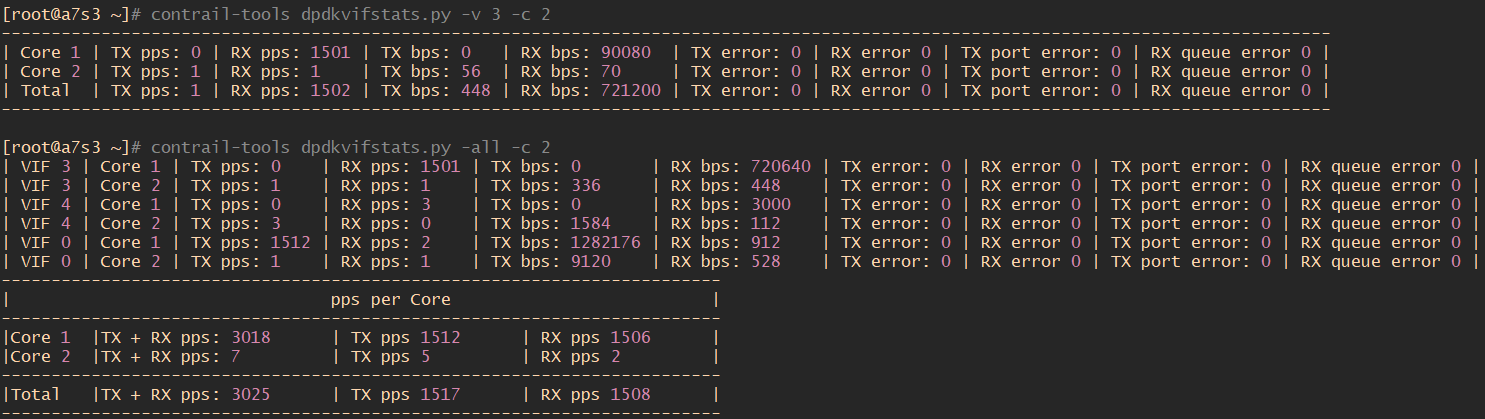 [root@a7s3 ~]# contrail-tools dpdkvifstats.py -v 3 -c 2
| Core 1 | TX pps: 0 | RX pps: 1501 | TX bps: 0 | RX bps: 90080 | TX error: 0 | RX error 0 | TX port error: 0 | RX queue error 0 |
| Core 2 | TX pps: 1 | RX pps: 1 | TX bps: 56 | RX bps: 70 | TX error: 0 | RX error 0 | TX port error: 0 | RX queue error 0 |
| Total | TX pps: 1 | RX pps: 1502 | TX bps: 448 | RX bps: 721200 | TX error: 0 | RX error 0 | TX port error: 0 | RX queue error 0 |
[root@a7s3 ~]# contrail-tools dpdkvifstats.py -all -c 2
| VIF 3 | Core 1 | TX pps: 0 | RX pps: 1501 | TX bps: 0 | RX bps: 720640 | TX error: 0 | RX error 0 | TX port error: 0 | RX queue error 0 |
| VIF 3 | Core 2 | TX pps: 1 | RX pps: 1 | TX bps: 336 | RX bps: 448 | TX error: 0 | RX error 0 | TX port error: 0 | RX queue error 0 |
| VIF 4 | Core 1 | TX pps: 0 | RX pps: 3 | TX bps: 0 | RX bps: 3000 | TX error: 0 | RX error 0 | TX port error: 0 | RX queue error 0 |
| VIF 4 | Core 2 | TX pps: 3 | RX pps: 0 | TX bps: 1584 | RX bps: 112 | TX error: 0 | RX error 0 | TX port error: 0 | RX queue error 0 |
| VIF 0 | Core 1 | TX pps: 1512 | RX pps: 2 | TX bps: 1282176 | RX bps: 912 | TX error: 0 | RX error 0 | TX port error: 0 | RX queue error 0 |
| VIF 0 | Core 2 | TX pps: 1 | RX pps: 1 | TX bps: 9120 | RX bps: 528 | TX error: 0 | RX error 0 | TX port error: 0 | RX queue error 0 |
| pps per Core |
|Core 1 |TX + RX pps: 3018 | TX pps 1512 | RX pps 1506 |
|Core 2 |TX + RX pps: 7 | TX pps 5 | RX pps 2 |
|Total |TX + RX pps: 3025 | TX pps 1517 | RX pps 1508 |